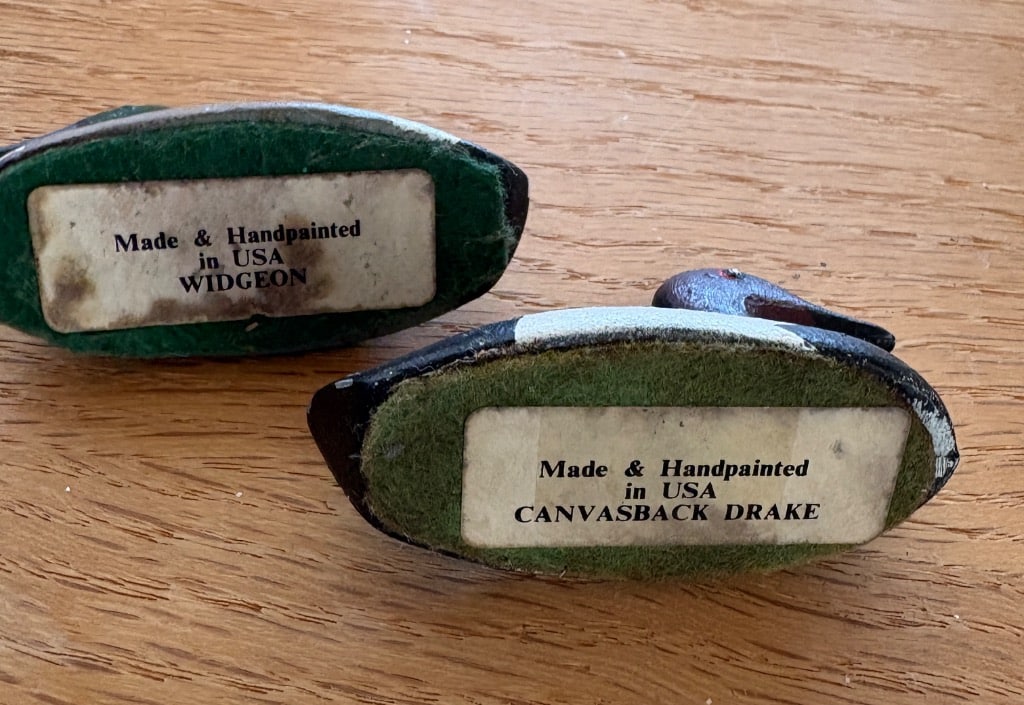 Made & Handpainted
in USA
WIDGEON
Made & Handpainted
in USA
CANVASBACK DRAKE